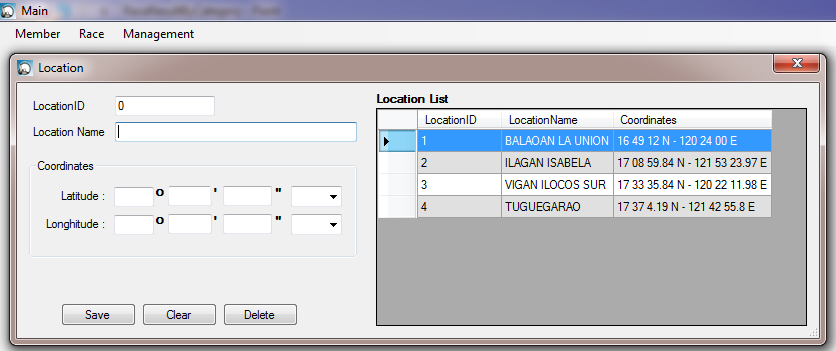 Main
Member Race Management
Location
LocationID 0
Location Name
Coordinates
Latitude : o ' "
Longhitude : o ' "
Save Clear Delete
Location List
LocationID LocationName Coordinates
1 BALAOAN LA UNION 16 49 12 N - 120 24 00 E
2 ILAGAN ISABELA 17 08 59.84 N - 121 53 23.97 E
3 VIGAN ILOCOS SUR 17 33 35.84 N - 120 22 11.98 E
4 TUGUEGARAO 17 37 4.19 N - 121 42 55.8 E